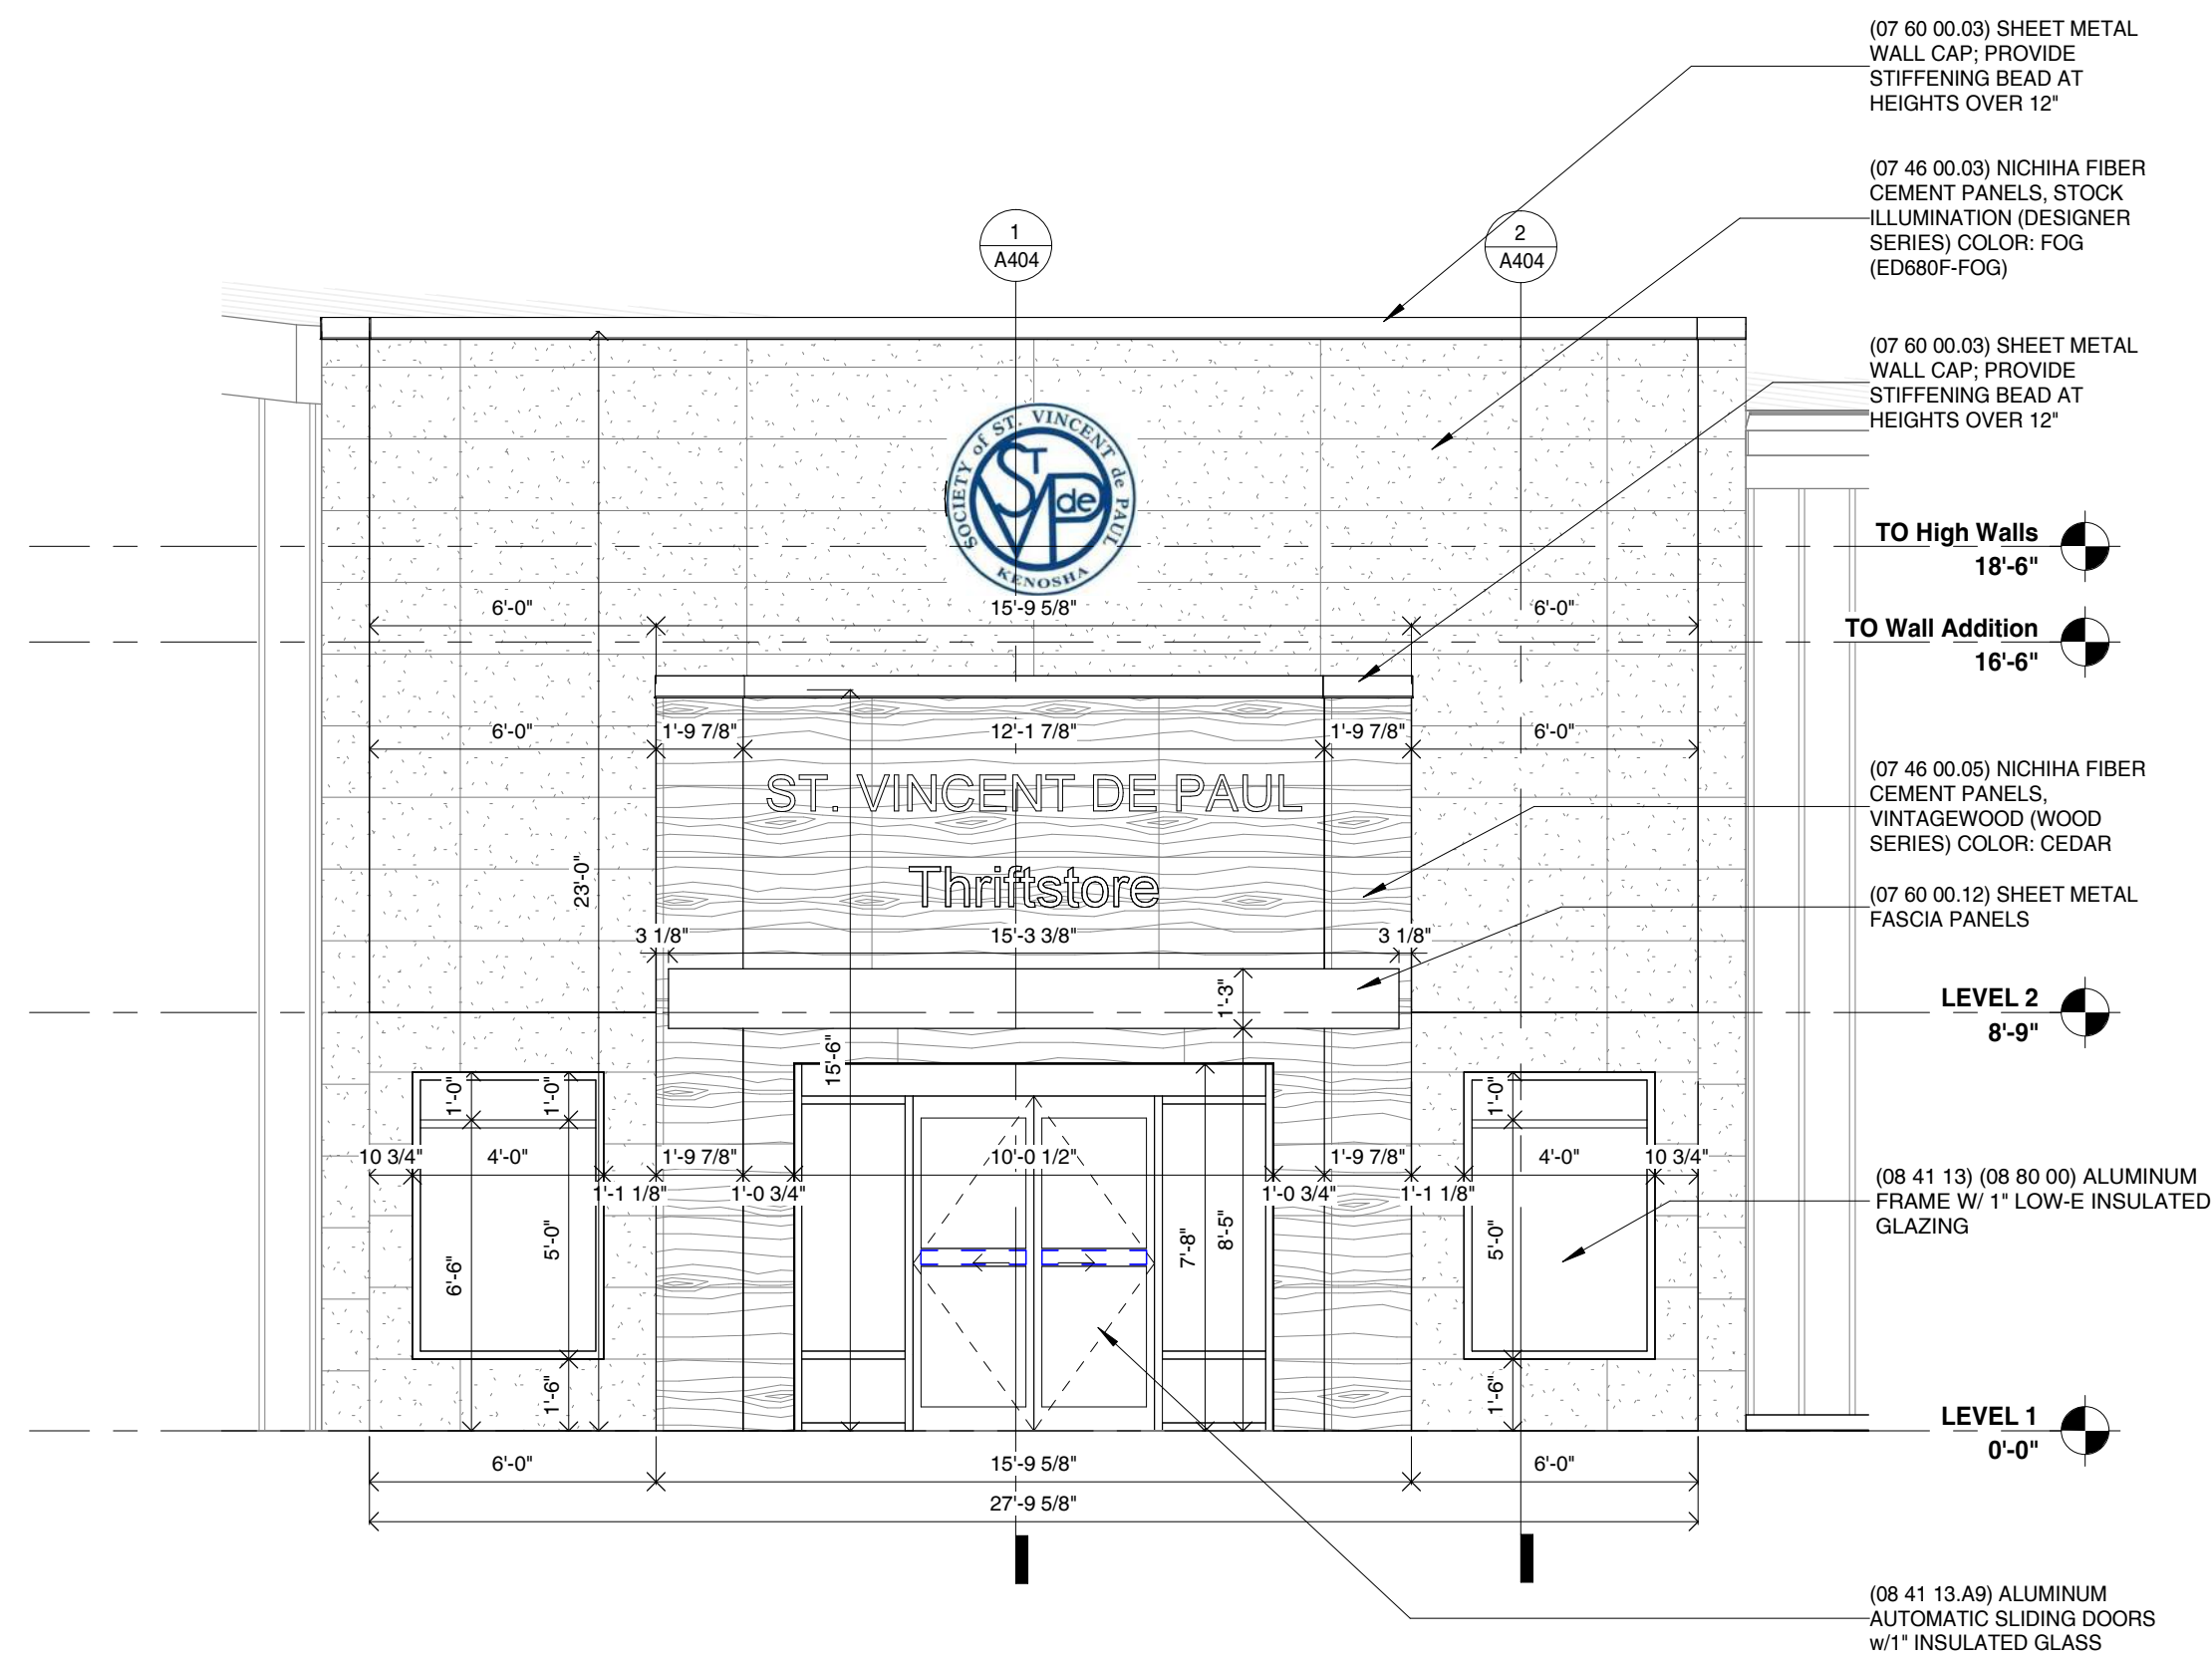 (07 60 00.03) SHEET METAL
WALL CAP; PROVIDE
STIFFENING BEAD AT
HEIGHTS OVER 12"
(07 46 00.03) NICHIHA FIBER
CEMENT PANELS, STOCK
ILLUMINATION (DESIGNER
SERIES) COLOR: FOG
(ED680F-FOG)
1
A404
2
A404
(07 60 00.03) SHEET METAL
WALL CAP; PROVIDE
STIFFENING BEAD AT
HEIGHTS OVER 12"
SOCIETY of ST. VINCENT de PAUL
ST
V de P
KENOSHA
TO High Walls
18'-6"
6'-0" 15'-9 5/8" 6'-0"
TO Wall Addition
16'-6"
6'-0" 1'-9 7/8" 12'-1 7/8" 1'-9 7/8" 6'-0"
(07 46 00.05) NICHIHA FIBER
CEMENT PANELS,
VINTAGEWOOD (WOOD
SERIES) COLOR: CEDAR
ST. VINCENT DE PAUL
Thriftstore
23'-0"
(07 60 00.12) SHEET METAL
FASCIA PANELS
3 1/8" 15'-3 3/8" 3 1/8"
1'-3"
LEVEL 2
8'-9"
15'-6"
1'-0" 1'-0" 1'-0"
10 3/4" 4'-0" 1'-9 7/8" 10'-0 1/2" 1'-9 7/8" 4'-0" 10 3/4"
1'-1 1/8" 1'-0 3/4" 1'-0 3/4" 1'-1 1/8"
(08 41 13) (08 80 00) ALUMINUM
FRAME W/ 1" LOW-E INSULATED
GLAZING
6'-6" 5'-0" 7'-8" 8'-5" 5'-0"
1'-6" 1'-6"
LEVEL 1
0'-0"
6'-0" 15'-9 5/8" 6'-0"
27'-9 5/8"
(08 41 13.A9) ALUMINUM
AUTOMATIC SLIDING DOORS
w/1" INSULATED GLASS